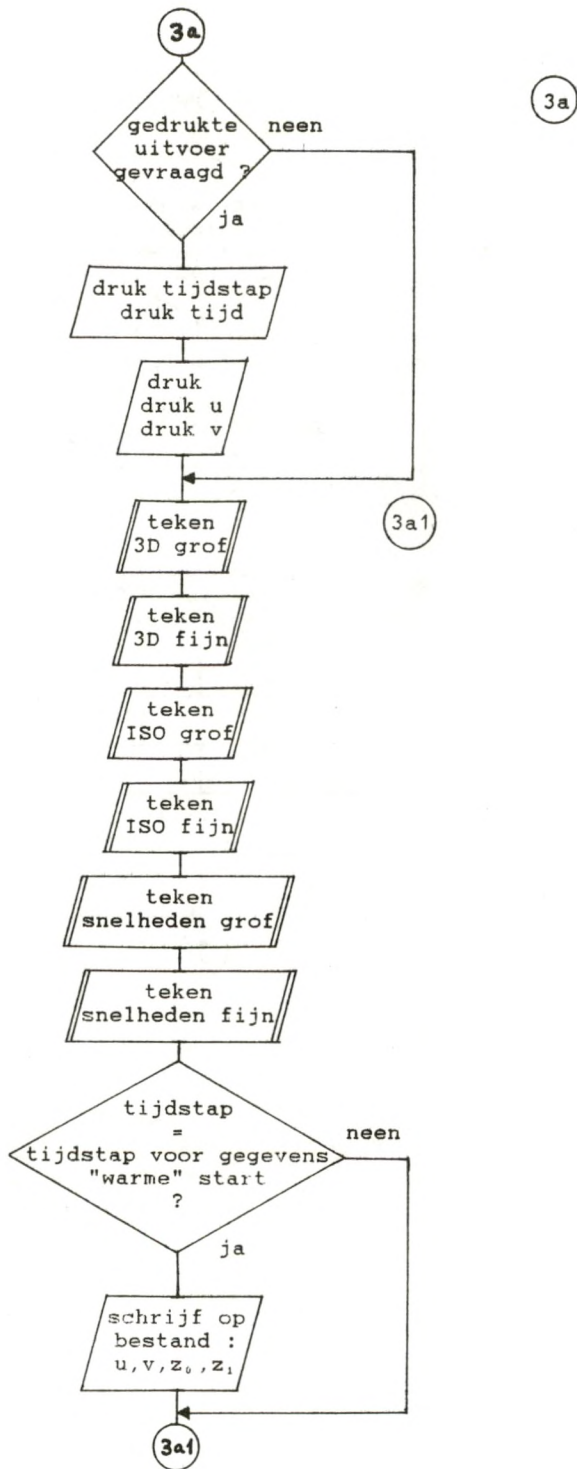 3a
3a
gedrukte
uitvoer
gevraagd ?
neen
ja
druk tijdstap
druk tijd
druk
druk u
druk v
3a1
teken
3D grof
teken
3D fijn
teken
ISO grof
teken
ISO fijn
teken
snelheden grof
teken
snelheden fijn
tijdstap
=
tijdstap voor gegevens
"warme" start
?
neen
ja
schrijf op
bestand :
u,v,z₀,z₁
3a1